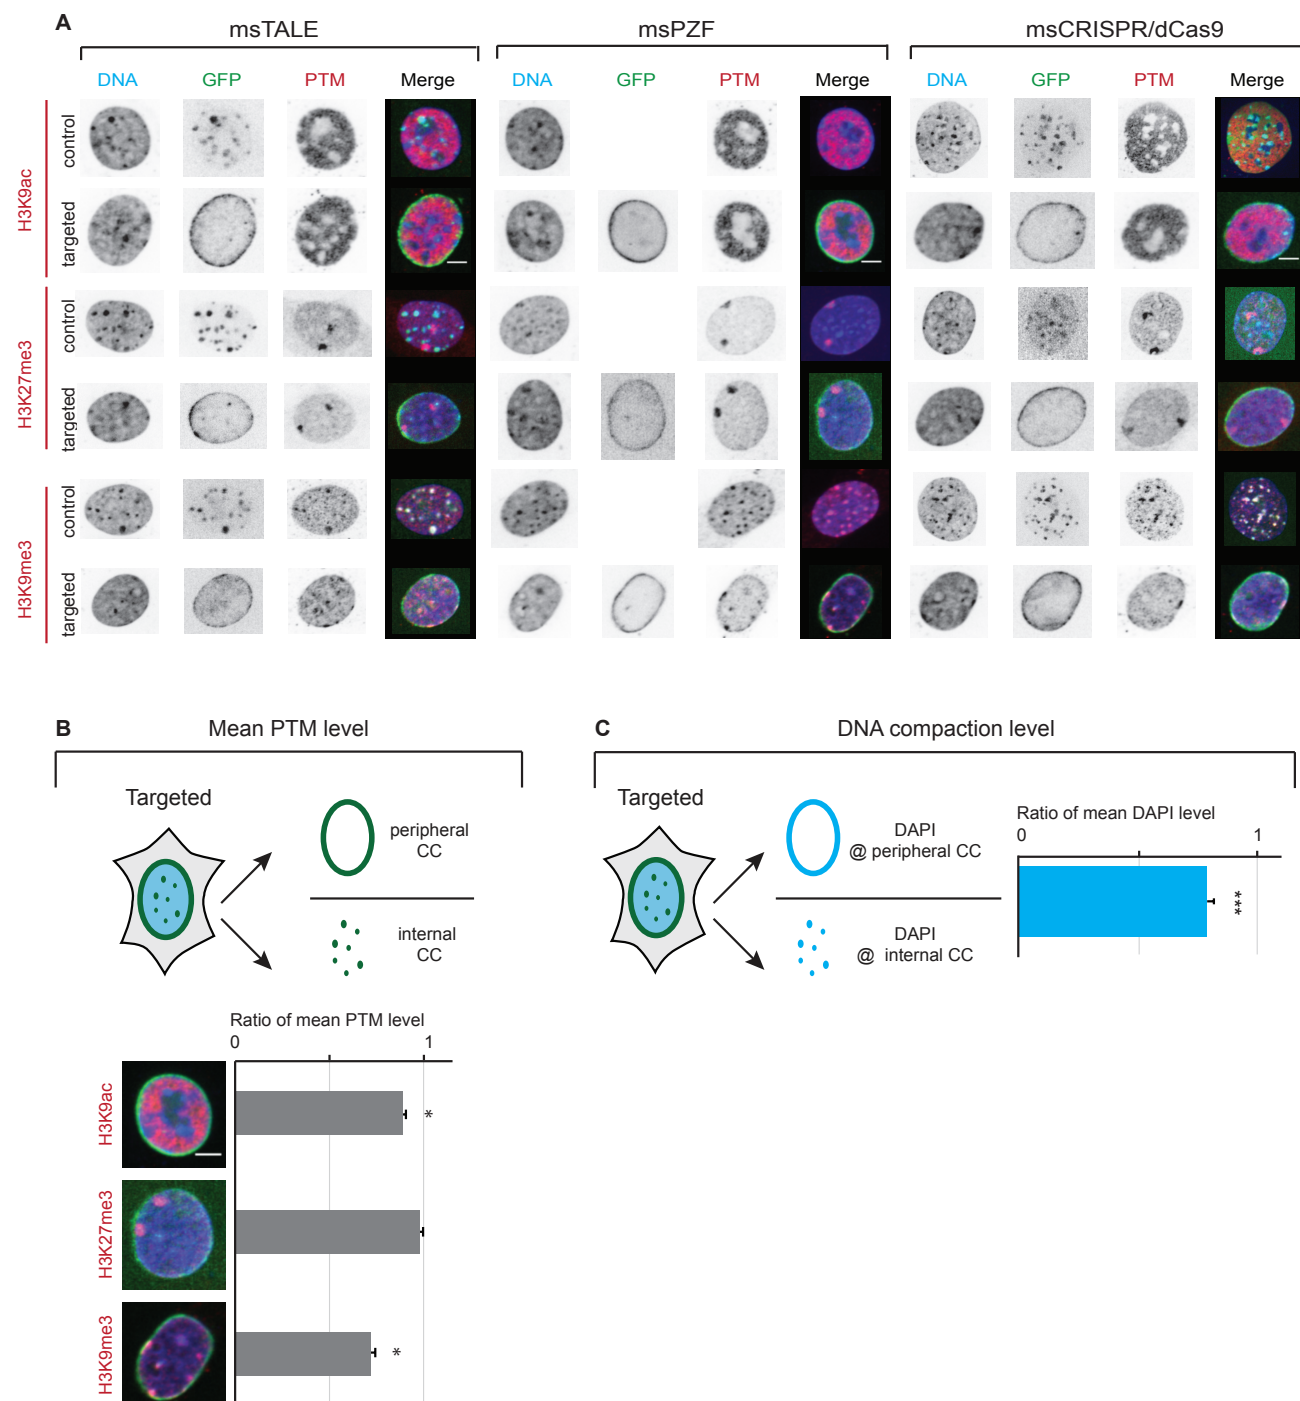 A
msTALE
msPZF
msCRISPR/dCas9
DNA GFP PTM Merge
DNA GFP PTM Merge
DNA GFP PTM Merge
H3K9ac
control
targeted
H3K27me3
control
targeted
H3K9me3
control
targeted
B
Mean PTM level
Targeted
peripheral
CC
internal
CC
Ratio of mean PTM level
0 1
H3K9ac
*
H3K27me3
H3K9me3
*
C
DNA compaction level
Targeted
DAPI
@ peripheral CC
DAPI
@ internal CC
Ratio of mean DAPI level
0 1
***